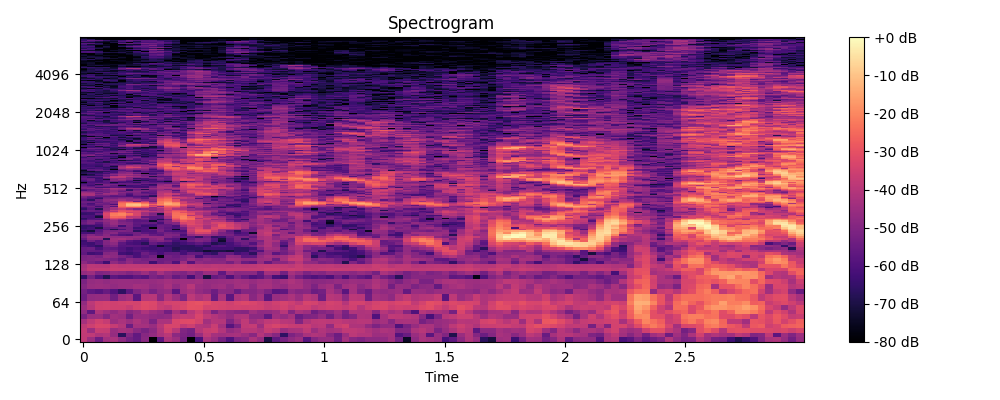 Spectrogram
Hz
4096
2048
1024
512
256
128
64
0
0
0.5
1
1.5
2
2.5
Time
+0 dB
-10 dB
-20 dB
-30 dB
-40 dB
-50 dB
-60 dB
-70 dB
-80 dB